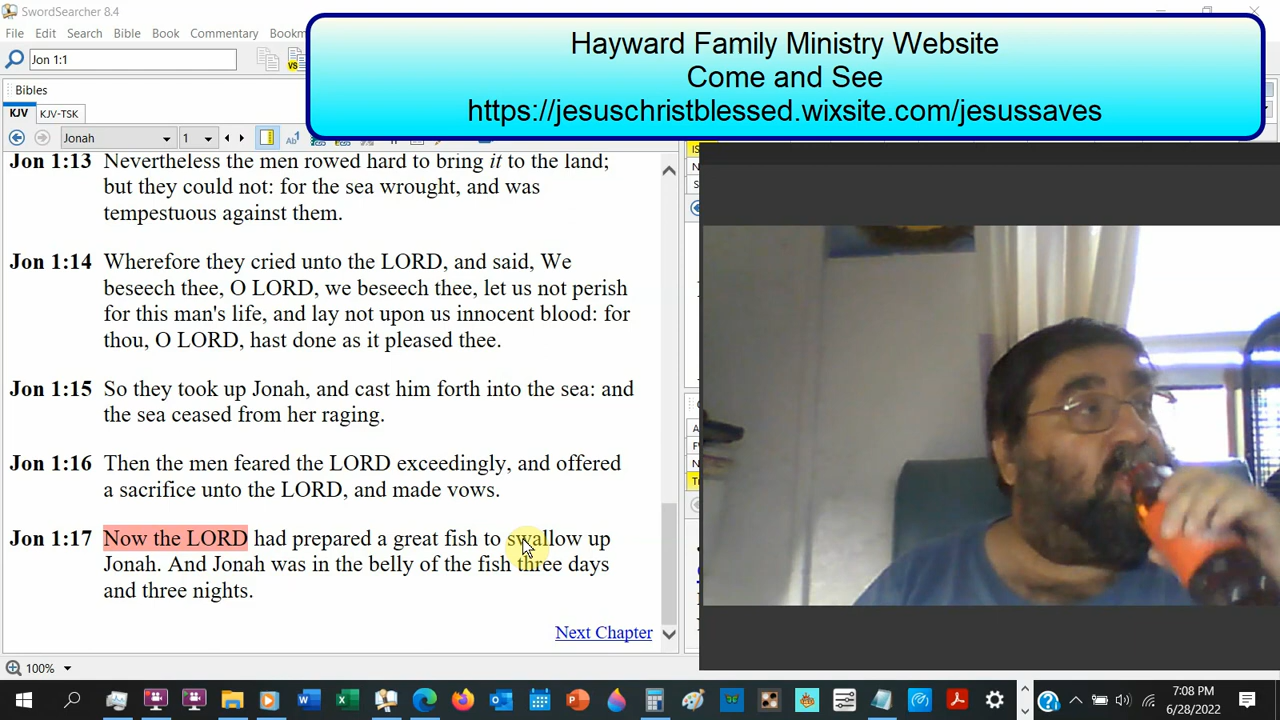 SwordSearcher 8.4
File Edit Search Bible Book Commentary
Hayward Family Ministry Website
Come and See
https://jesuschristblessed.wixsite.com/jesussaves
Jon 1:1
VS
Bibles
KJV KJV-TSK
Jonah 1
Jon 1:13 Nevertheless the men rowed hard to bring it to the land;
but they could not: for the sea wrought, and was
tempestuous against them.
Jon 1:14 Wherefore they cried unto the LORD, and said, We
beseech thee, O LORD, we beseech thee, let us not perish
for this man's life, and lay not upon us innocent blood: for
thou, O LORD, hast done as it pleased thee.
Jon 1:15 So they took up Jonah, and cast him forth into the sea: and
the sea ceased from her raging.
Jon 1:16 Then the men feared the LORD exceedingly, and offered
a sacrifice unto the LORD, and made vows.
Jon 1:17 Now the LORD had prepared a great fish to swallow up
Jonah. And Jonah was in the belly of the fish three days
and three nights.
Next Chapter
100%
7:08 PM
6/28/2022